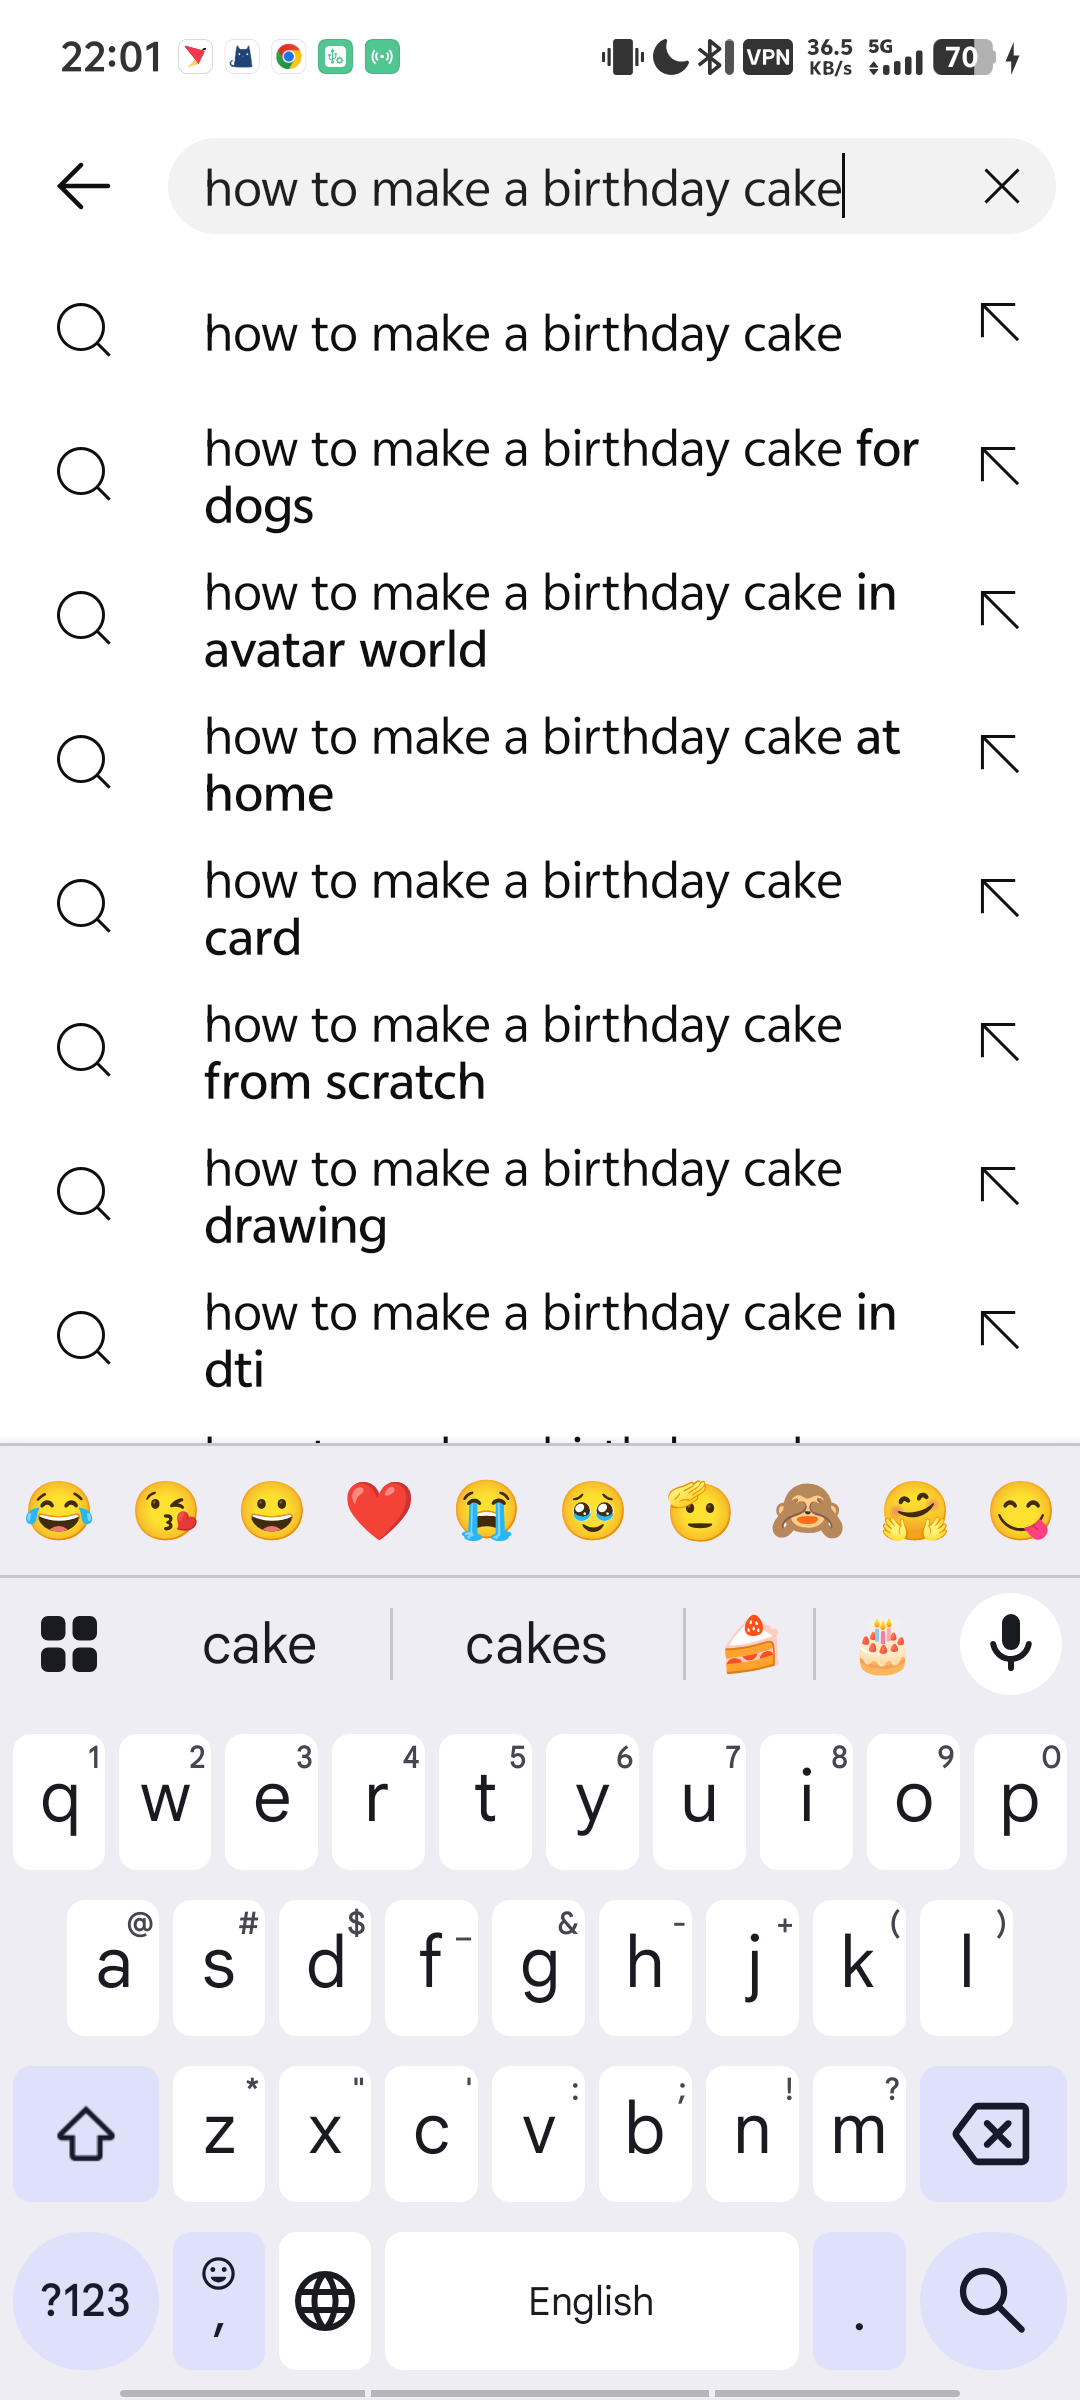 22:01
VPN
36.5
KB/s
5G
70
how to make a birthday cake
how to make a birthday cake
how to make a birthday cake for
dogs
how to make a birthday cake in
avatar world
how to make a birthday cake at
home
how to make a birthday cake
card
how to make a birthday cake
from scratch
how to make a birthday cake
drawing
how to make a birthday cake in
dti
😂 😘 😀 ❤️ 😭 🥹 🫡 🙈 🤗 😋
cake cakes 🍰 🎂
1 2 3 4 5 6 7 8 9 0
q w e r t y u i o p
@ # $ _ & - + ( )
a s d f g h j k l
* " ' : ; ! ?
z x c v b n m
?123 , English .